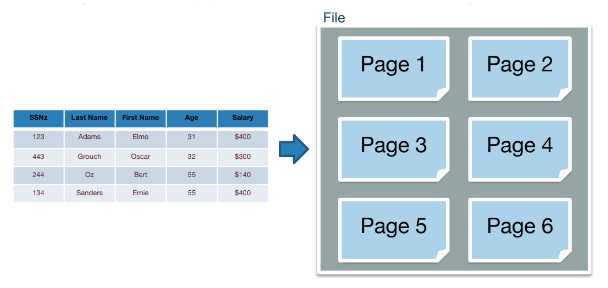 File
SSNz Last Name First Name Age Salary
123 Adams Elmo 31 $400
443 Grouch Oscar 32 $300
244 Oz Bert 55 $140
134 Sanders Ernie 55 $400
Page 1 Page 2
Page 3 Page 4
Page 5 Page 6